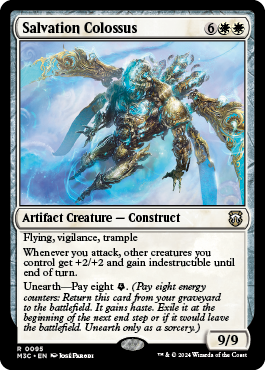 Salvation Colossus 6
Artifact Creature — Construct
Flying, vigilance, trample
Whenever you attack, other creatures you
control get +2/+2 and gain indestructible until
end of turn.
Unearth—Pay eight . (Pay eight energy
counters: Return this card from your graveyard
to the battlefield. It gains haste. Exile it at the
beginning of the next end step or if it would leave
the battlefield. Unearth only as a sorcery.)
9/9
R 0095
M3C • EN José Parodi
™ & © 2024 Wizards of the Coast